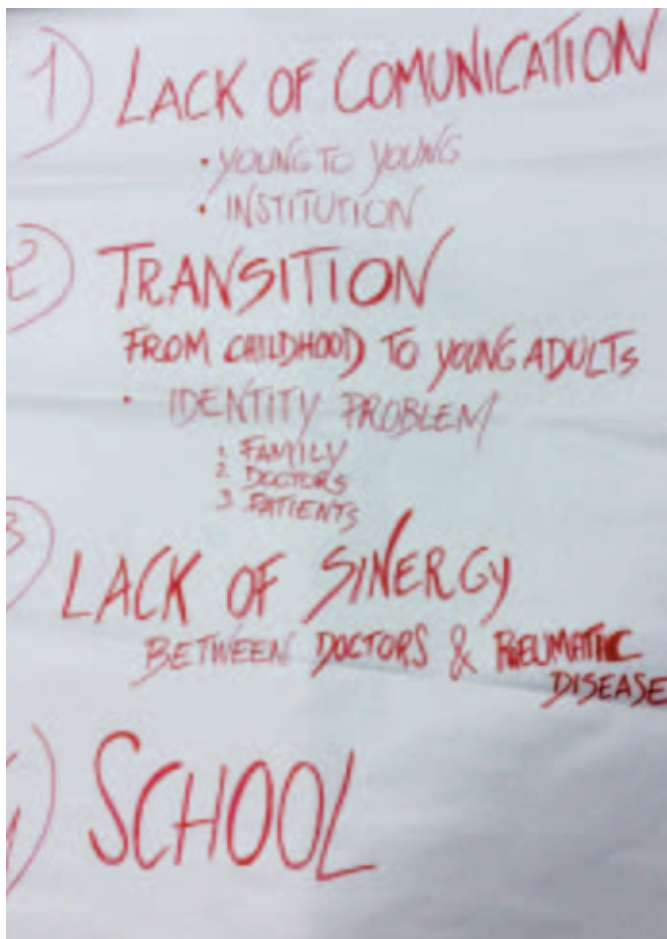 1) LACK OF COMUNICATION
• YOUNG TO YOUNG
• INSTITUTION
2) TRANSITION
FROM CHILDHOOD TO YOUNG ADULTS
• IDENTITY PROBLEM
1. FAMILY
2. DOCTORS
3. PATIENTS
3) LACK OF SINERGY
BETWEEN DOCTORS & RHEUMATIC
DISEASE
4) SCHOOL